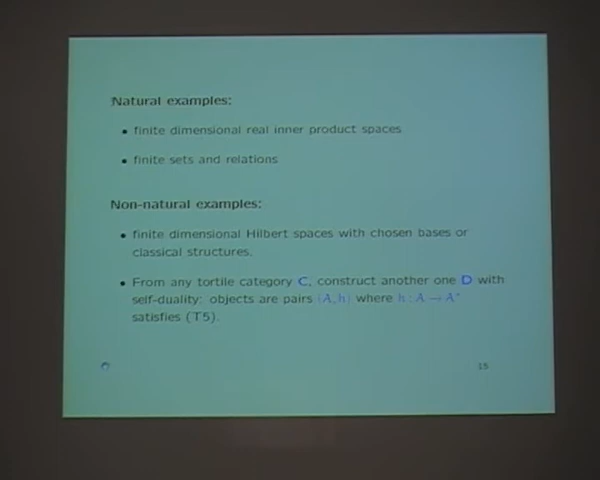 Natural examples:
• finite dimensional real inner product spaces
• finite sets and relations
Non-natural examples:
• finite dimensional Hilbert spaces with chosen bases or
classical structures.
• From any tortile category C, construct another one D with
self-duality: objects are pairs (A, h) where h : A → A*
satisfies (T5).
15